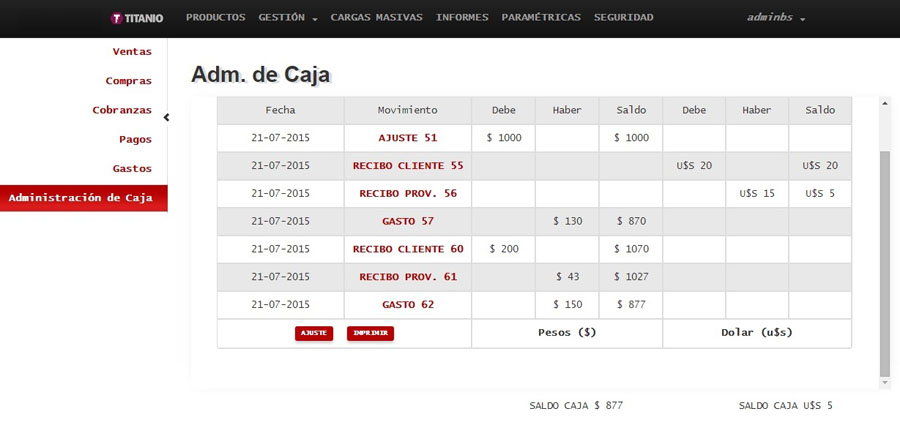 TITANIO PRODUCTOS GESTIÓN CARGAS MASIVAS INFORMES PARAMÉTRICAS SEGURIDAD adminbs
Ventas
Compras
Cobranzas
Pagos
Gastos
Administración de Caja
Adm. de Caja
Fecha Movimiento Debe Haber Saldo Debe Haber Saldo
21-07-2015 AJUSTE 51 $ 1000 $ 1000
21-07-2015 RECIBO CLIENTE 55 U$S 20 U$S 20
21-07-2015 RECIBO PROV. 56 U$S 15 U$S 5
21-07-2015 GASTO 57 $ 130 $ 870
21-07-2015 RECIBO CLIENTE 60 $ 200 $ 1070
21-07-2015 RECIBO PROV. 61 $ 43 $ 1027
21-07-2015 GASTO 62 $ 150 $ 877
AJUSTE IMPRIMIR Pesos ($) Dolar (u$s)
SALDO CAJA $ 877 SALDO CAJA U$S 5